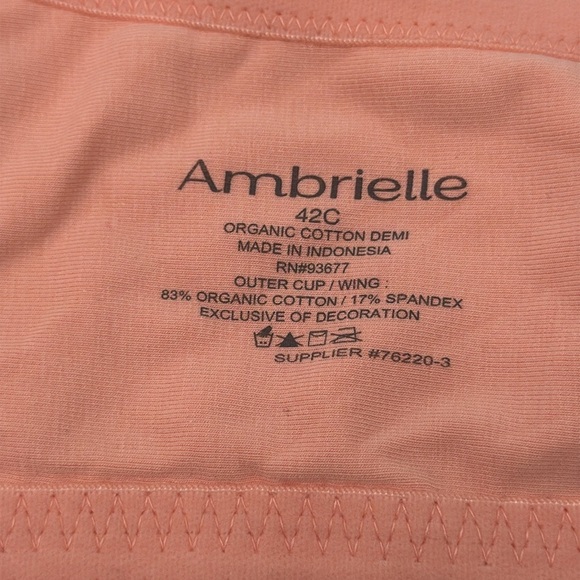 Ambrielle
42C
ORGANIC COTTON DEMI
MADE IN INDONESIA
RN#93677
OUTER CUP / WING :
83% ORGANIC COTTON / 17% SPANDEX
EXCLUSIVE OF DECORATION
SUPPLIER #76220-3